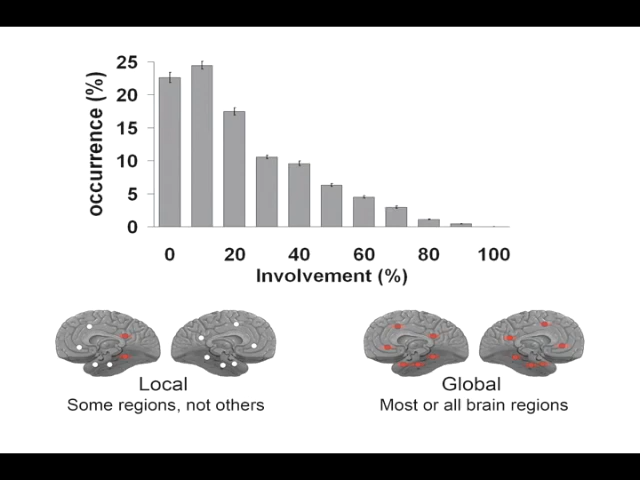 25
20
15
10
5
0
occurrence (%)
0 20 40 60 80 100
Involvement (%)
Local
Some regions, not others
Global
Most or all brain regions